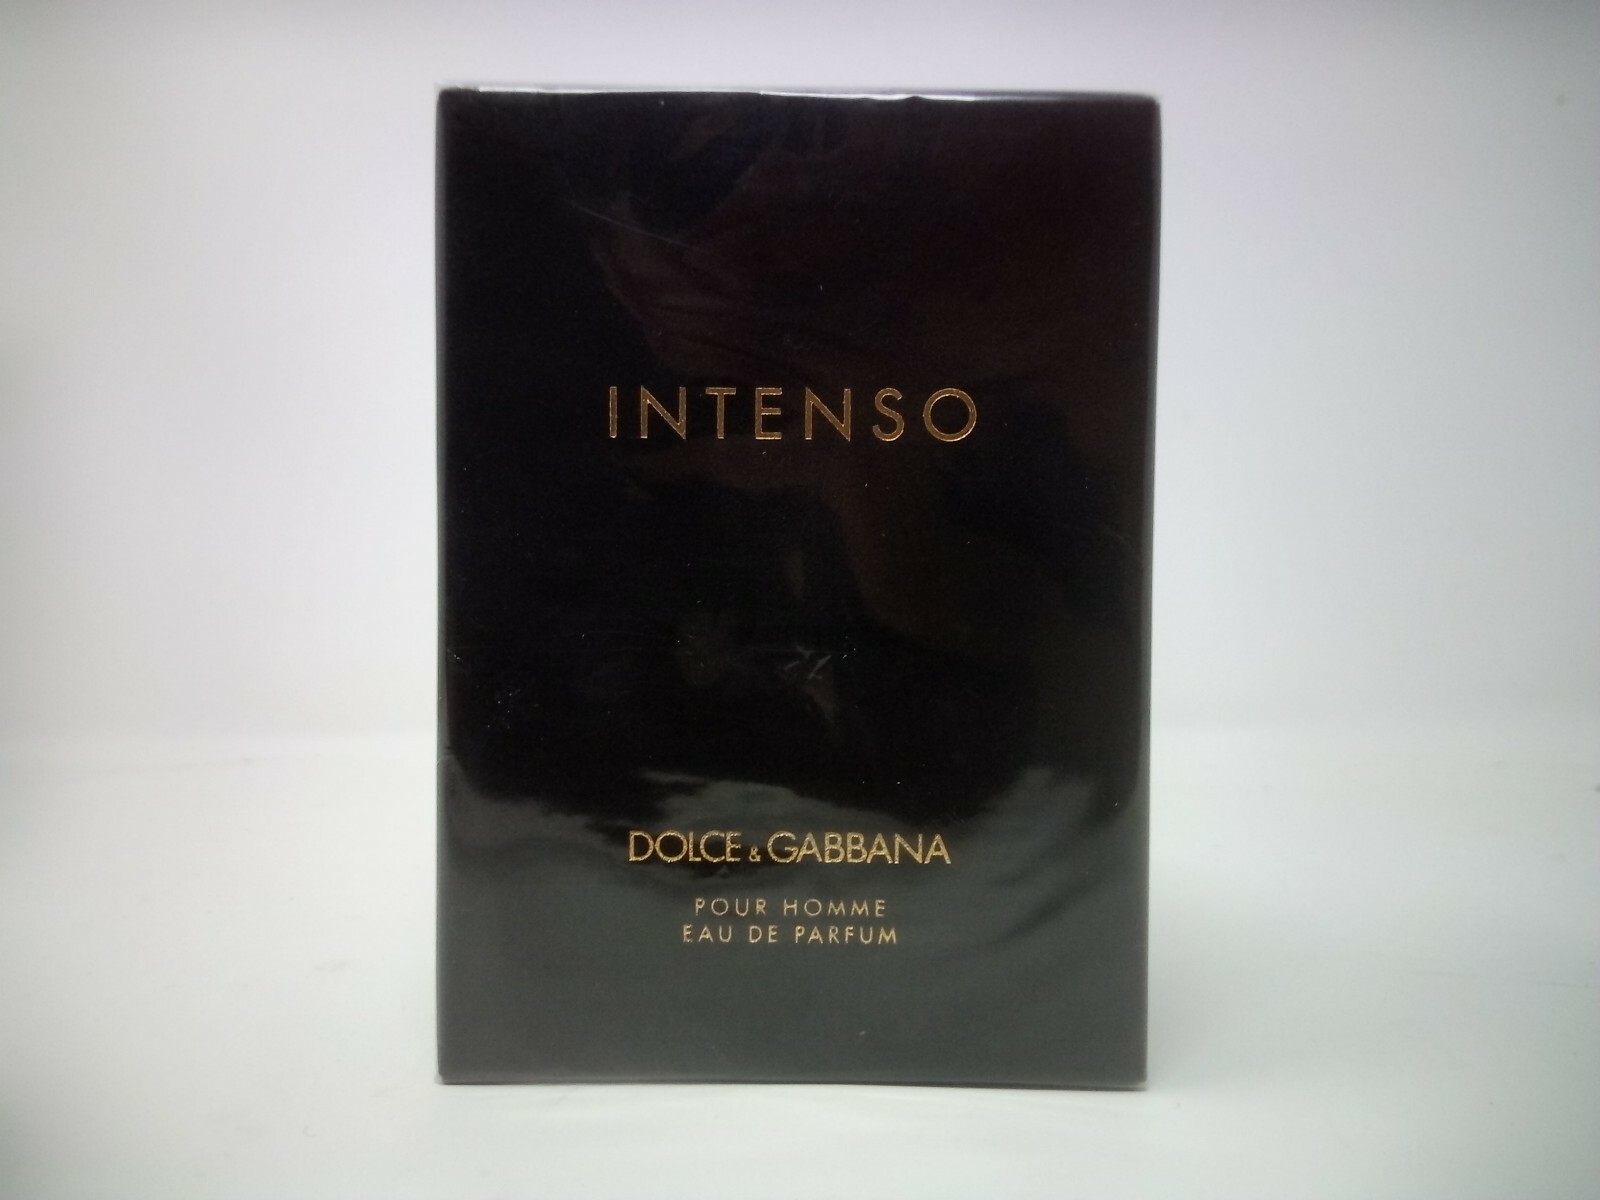 INTENSO
DOLCE & GABBANA
POUR HOMME
EAU DE PARFUM